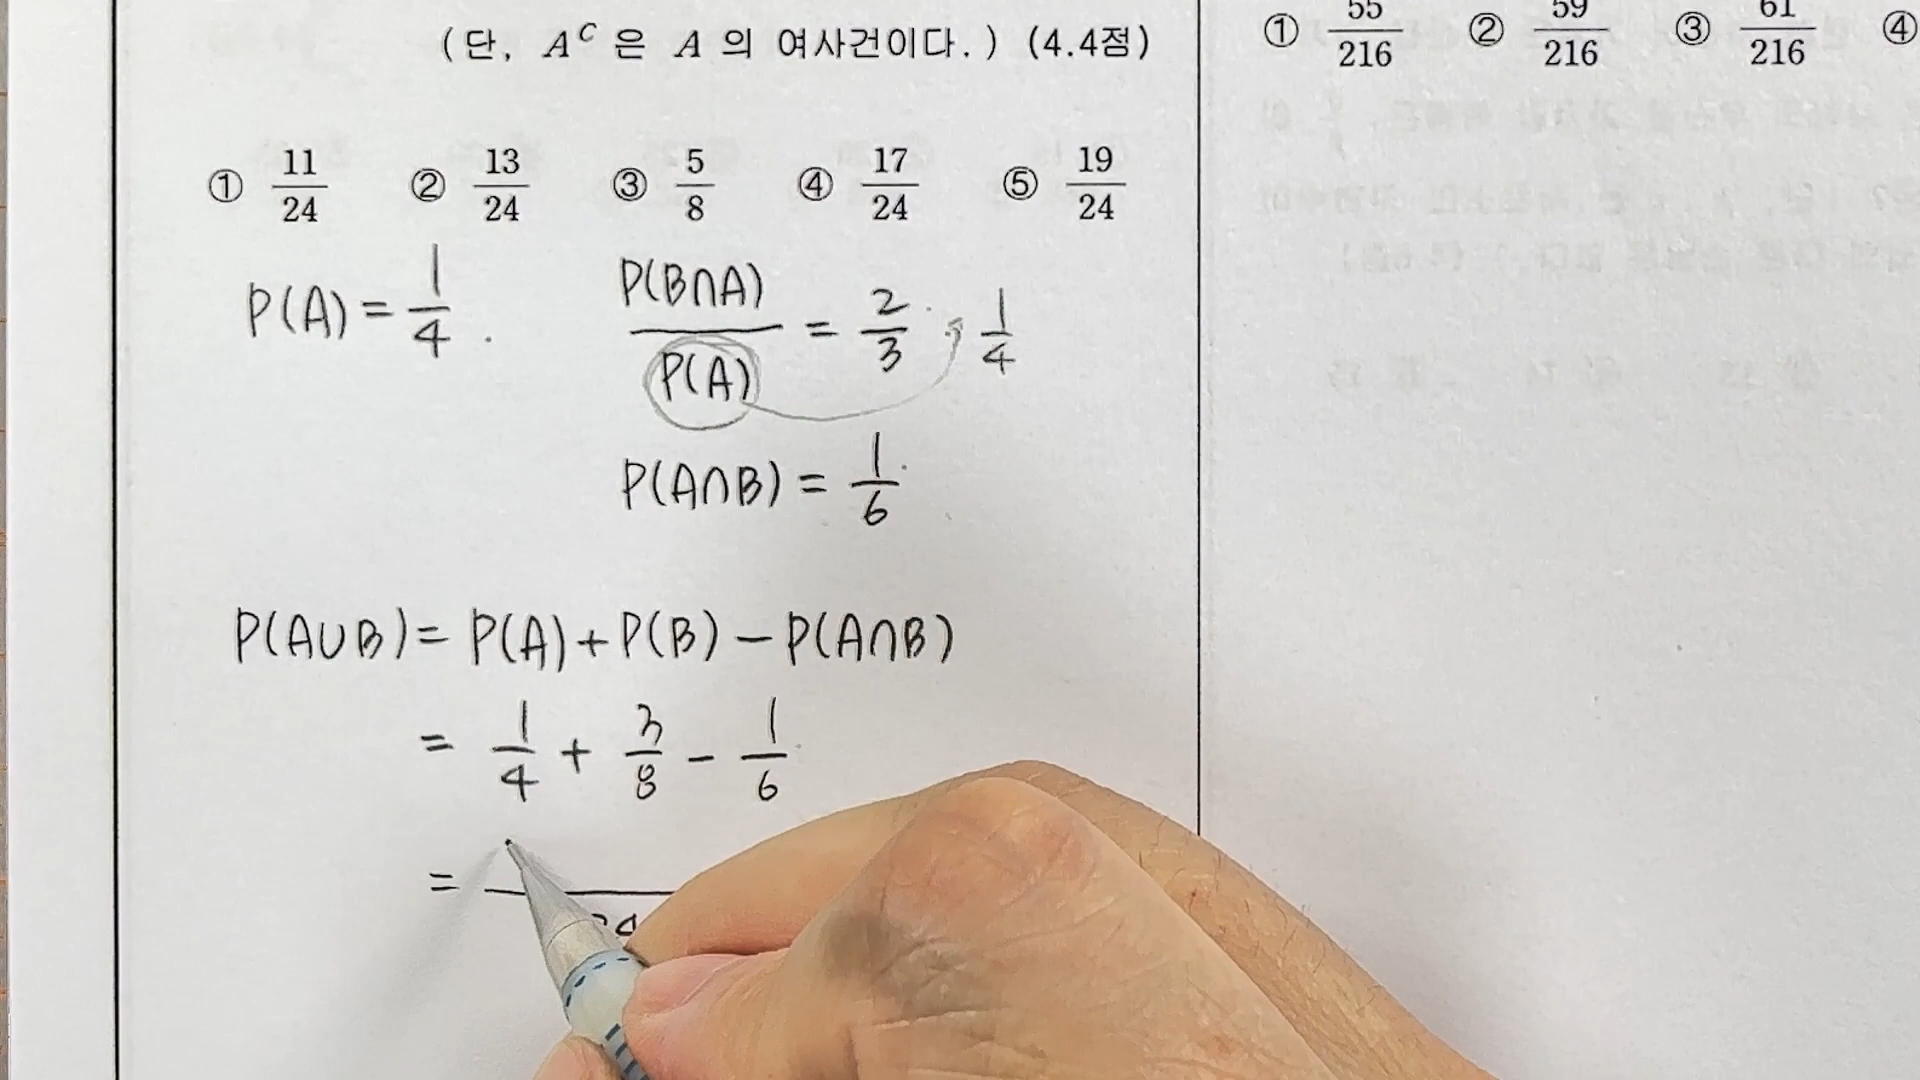 (단, A^C 은 A 의 여사건이다.) (4.4점)
① 11/24 ② 13/24 ③ 5/8 ④ 17/24 ⑤ 19/24
P(A) = 1/4 .
P(B∩A)/P(A) = 2/3 · 1/4
P(A∩B) = 1/6
P(A∪B) = P(A) + P(B) − P(A∩B)
= 1/4 + 3/8 − 1/6
= /24
① 55/216 ② 59/216 ③ 61/216 ④